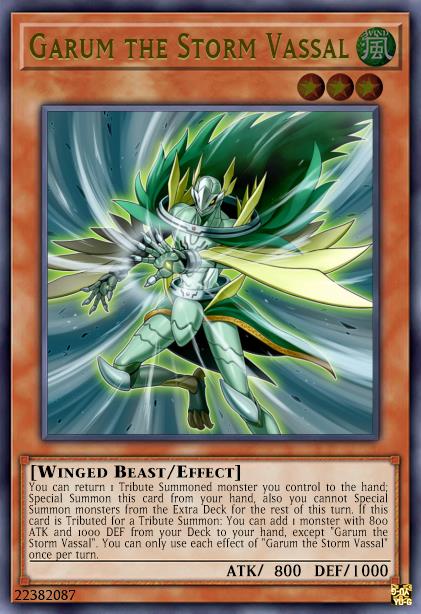 GARUM THE STORM VASSAL
WIND
風
[WINGED BEAST/EFFECT]
You can return 1 Tribute Summoned monster you control to the hand;
Special Summon this card from your hand, also you cannot Special
Summon monsters from the Extra Deck for the rest of this turn. If this
card is Tributed for a Tribute Summon: You can add 1 monster with 800
ATK and 1000 DEF from your Deck to your hand, except "Garum the
Storm Vassal". You can only use each effect of "Garum the Storm Vassal"
once per turn.
ATK/ 800 DEF/1000
22382087